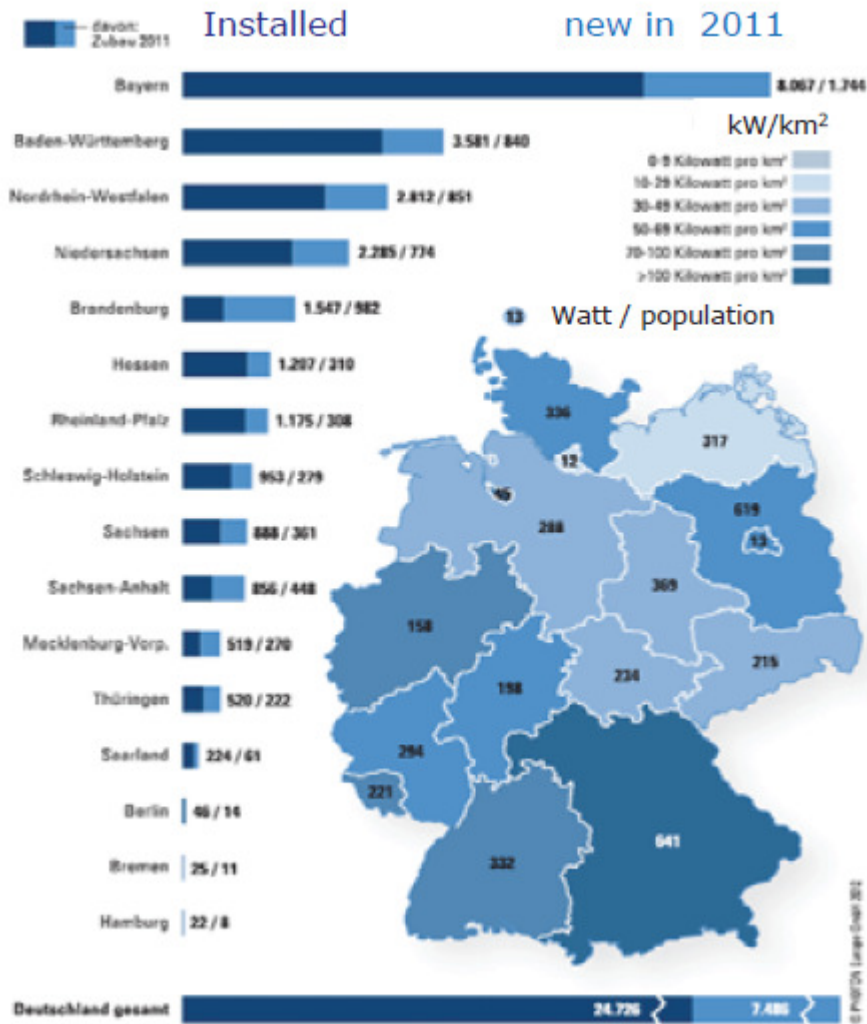 davon:
Zubau 2011
Installed
new in 2011
Bayern
8.067 / 1.744
Baden-Württemberg
3.581 / 840
Nordrhein-Westfalen
2.812 / 851
Niedersachsen
2.285 / 774
Brandenburg
1.547 / 982
Hessen
1.207 / 310
Rheinland-Pfalz
1.175 / 308
Schleswig-Holstein
953 / 279
Sachsen
888 / 361
Sachsen-Anhalt
856 / 448
Mecklenburg-Vorp.
519 / 270
Thüringen
520 / 222
Saarland
224 / 61
Berlin
46 / 14
Bremen
25 / 11
Hamburg
22 / 8
Deutschland gesamt
24.726
7.486
kW/km²
0-9 Kilowatt pro km²
10-29 Kilowatt pro km²
30-49 Kilowatt pro km²
50-69 Kilowatt pro km²
70-100 Kilowatt pro km²
>100 Kilowatt pro km²
13
Watt / population
336
317
12
288
619
13
369
158
198
234
215
294
221
332
641